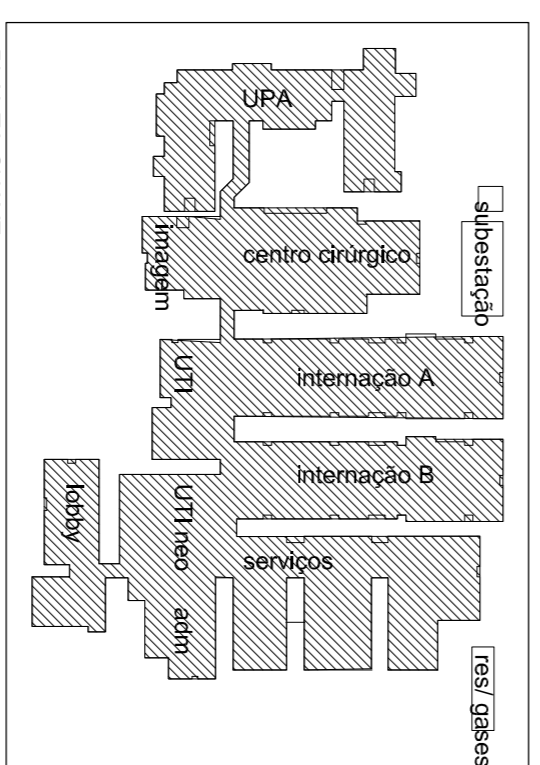 UPA
imagem
centro cirúrgico
subestação
UTI
internação A
internação B
lobby
UTI neo
adm
serviços
res/ gases